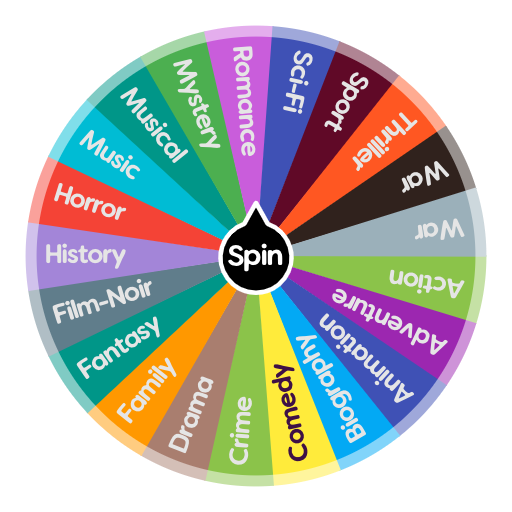 Romance
Sci-Fi
Sport
Thriller
War
War
Action
Adventure
Animation
Biography
Comedy
Crime
Drama
Family
Fantasy
Film-Noir
History
Horror
Music
Musical
Mystery
Spin